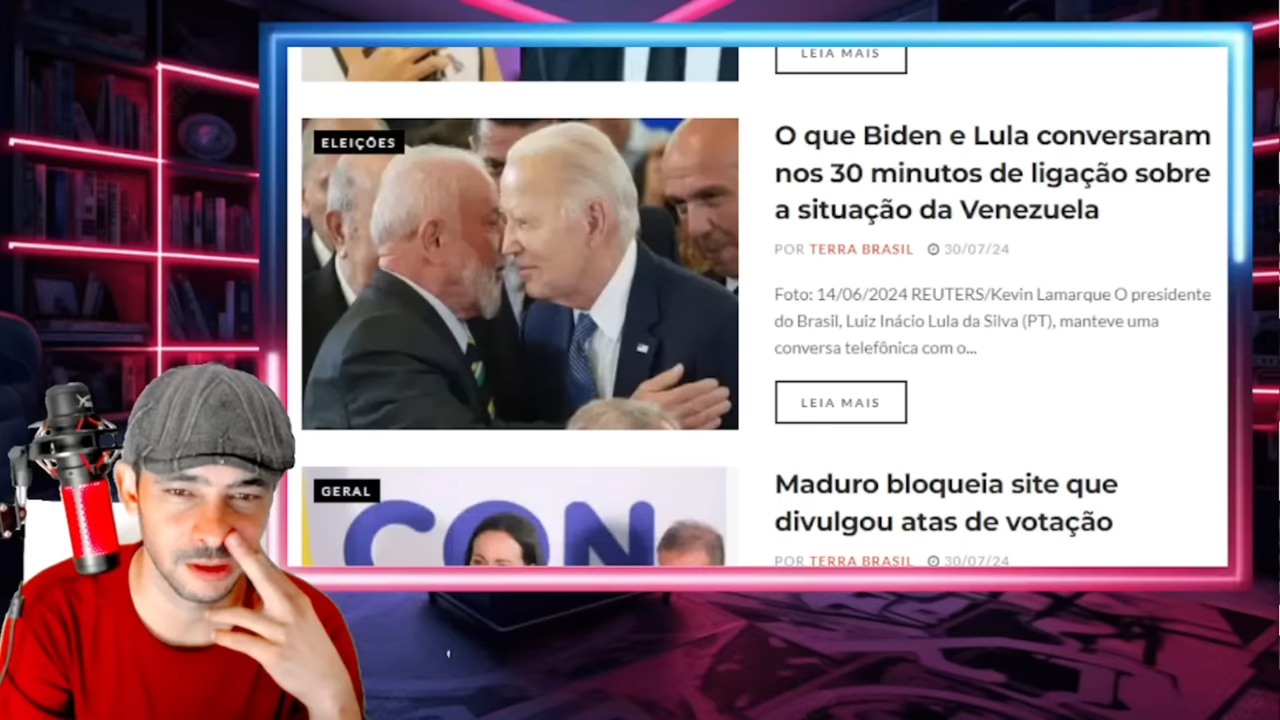 LEIA MAIS
ELEIÇÕES
O que Biden e Lula conversaram
nos 30 minutos de ligação sobre
a situação da Venezuela
POR TERRA BRASIL 30/07/24
Foto: 14/06/2024 REUTERS/Kevin Lamarque O presidente
do Brasil, Luiz Inácio Lula da Silva (PT), manteve uma
conversa telefônica com o...
LEIA MAIS
GERAL
CON
Maduro bloqueia site que
divulgou atas de votação
POR TERRA BRASIL 30/07/24